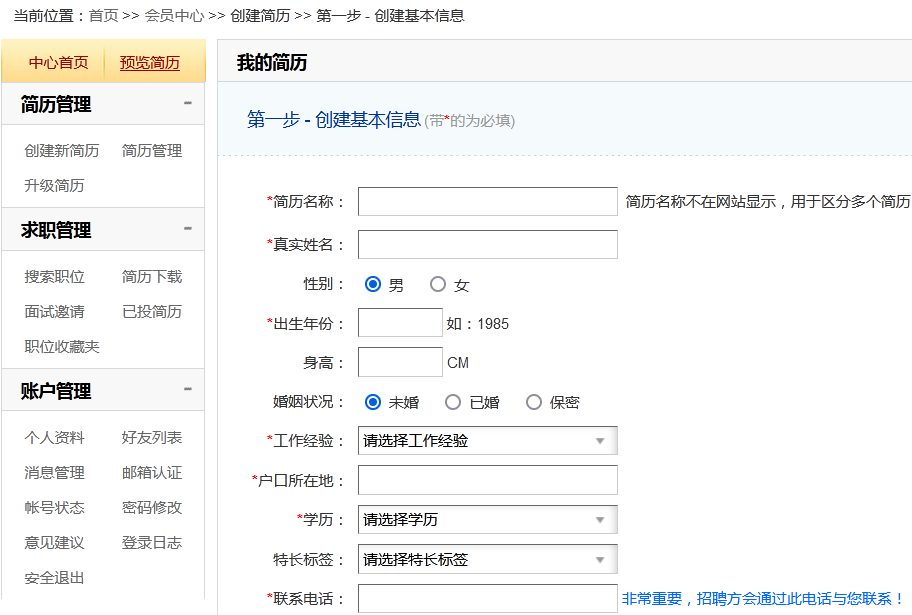 当前位置：首页 >> 会员中心 >> 创建简历 >> 第一步 - 创建基本信息
中心首页 预览简历
简历管理 -
创建新简历 简历管理
升级简历
求职管理 -
搜索职位 简历下载
面试邀请 已投简历
职位收藏夹
账户管理 -
个人资料 好友列表
消息管理 邮箱认证
帐号状态 密码修改
意见建议 登录日志
安全退出
我的简历
第一步 - 创建基本信息 (带*的为必填)
*简历名称： 简历名称不在网站显示，用于区分多个简历
*真实姓名：
性别： 男 女
*出生年份： 如：1985
身高： CM
婚姻状况： 未婚 已婚 保密
*工作经验： 请选择工作经验
*户口所在地：
*学历： 请选择学历
特长标签： 请选择特长标签
*联系电话： 非常重要，招聘方会通过此电话与您联系！